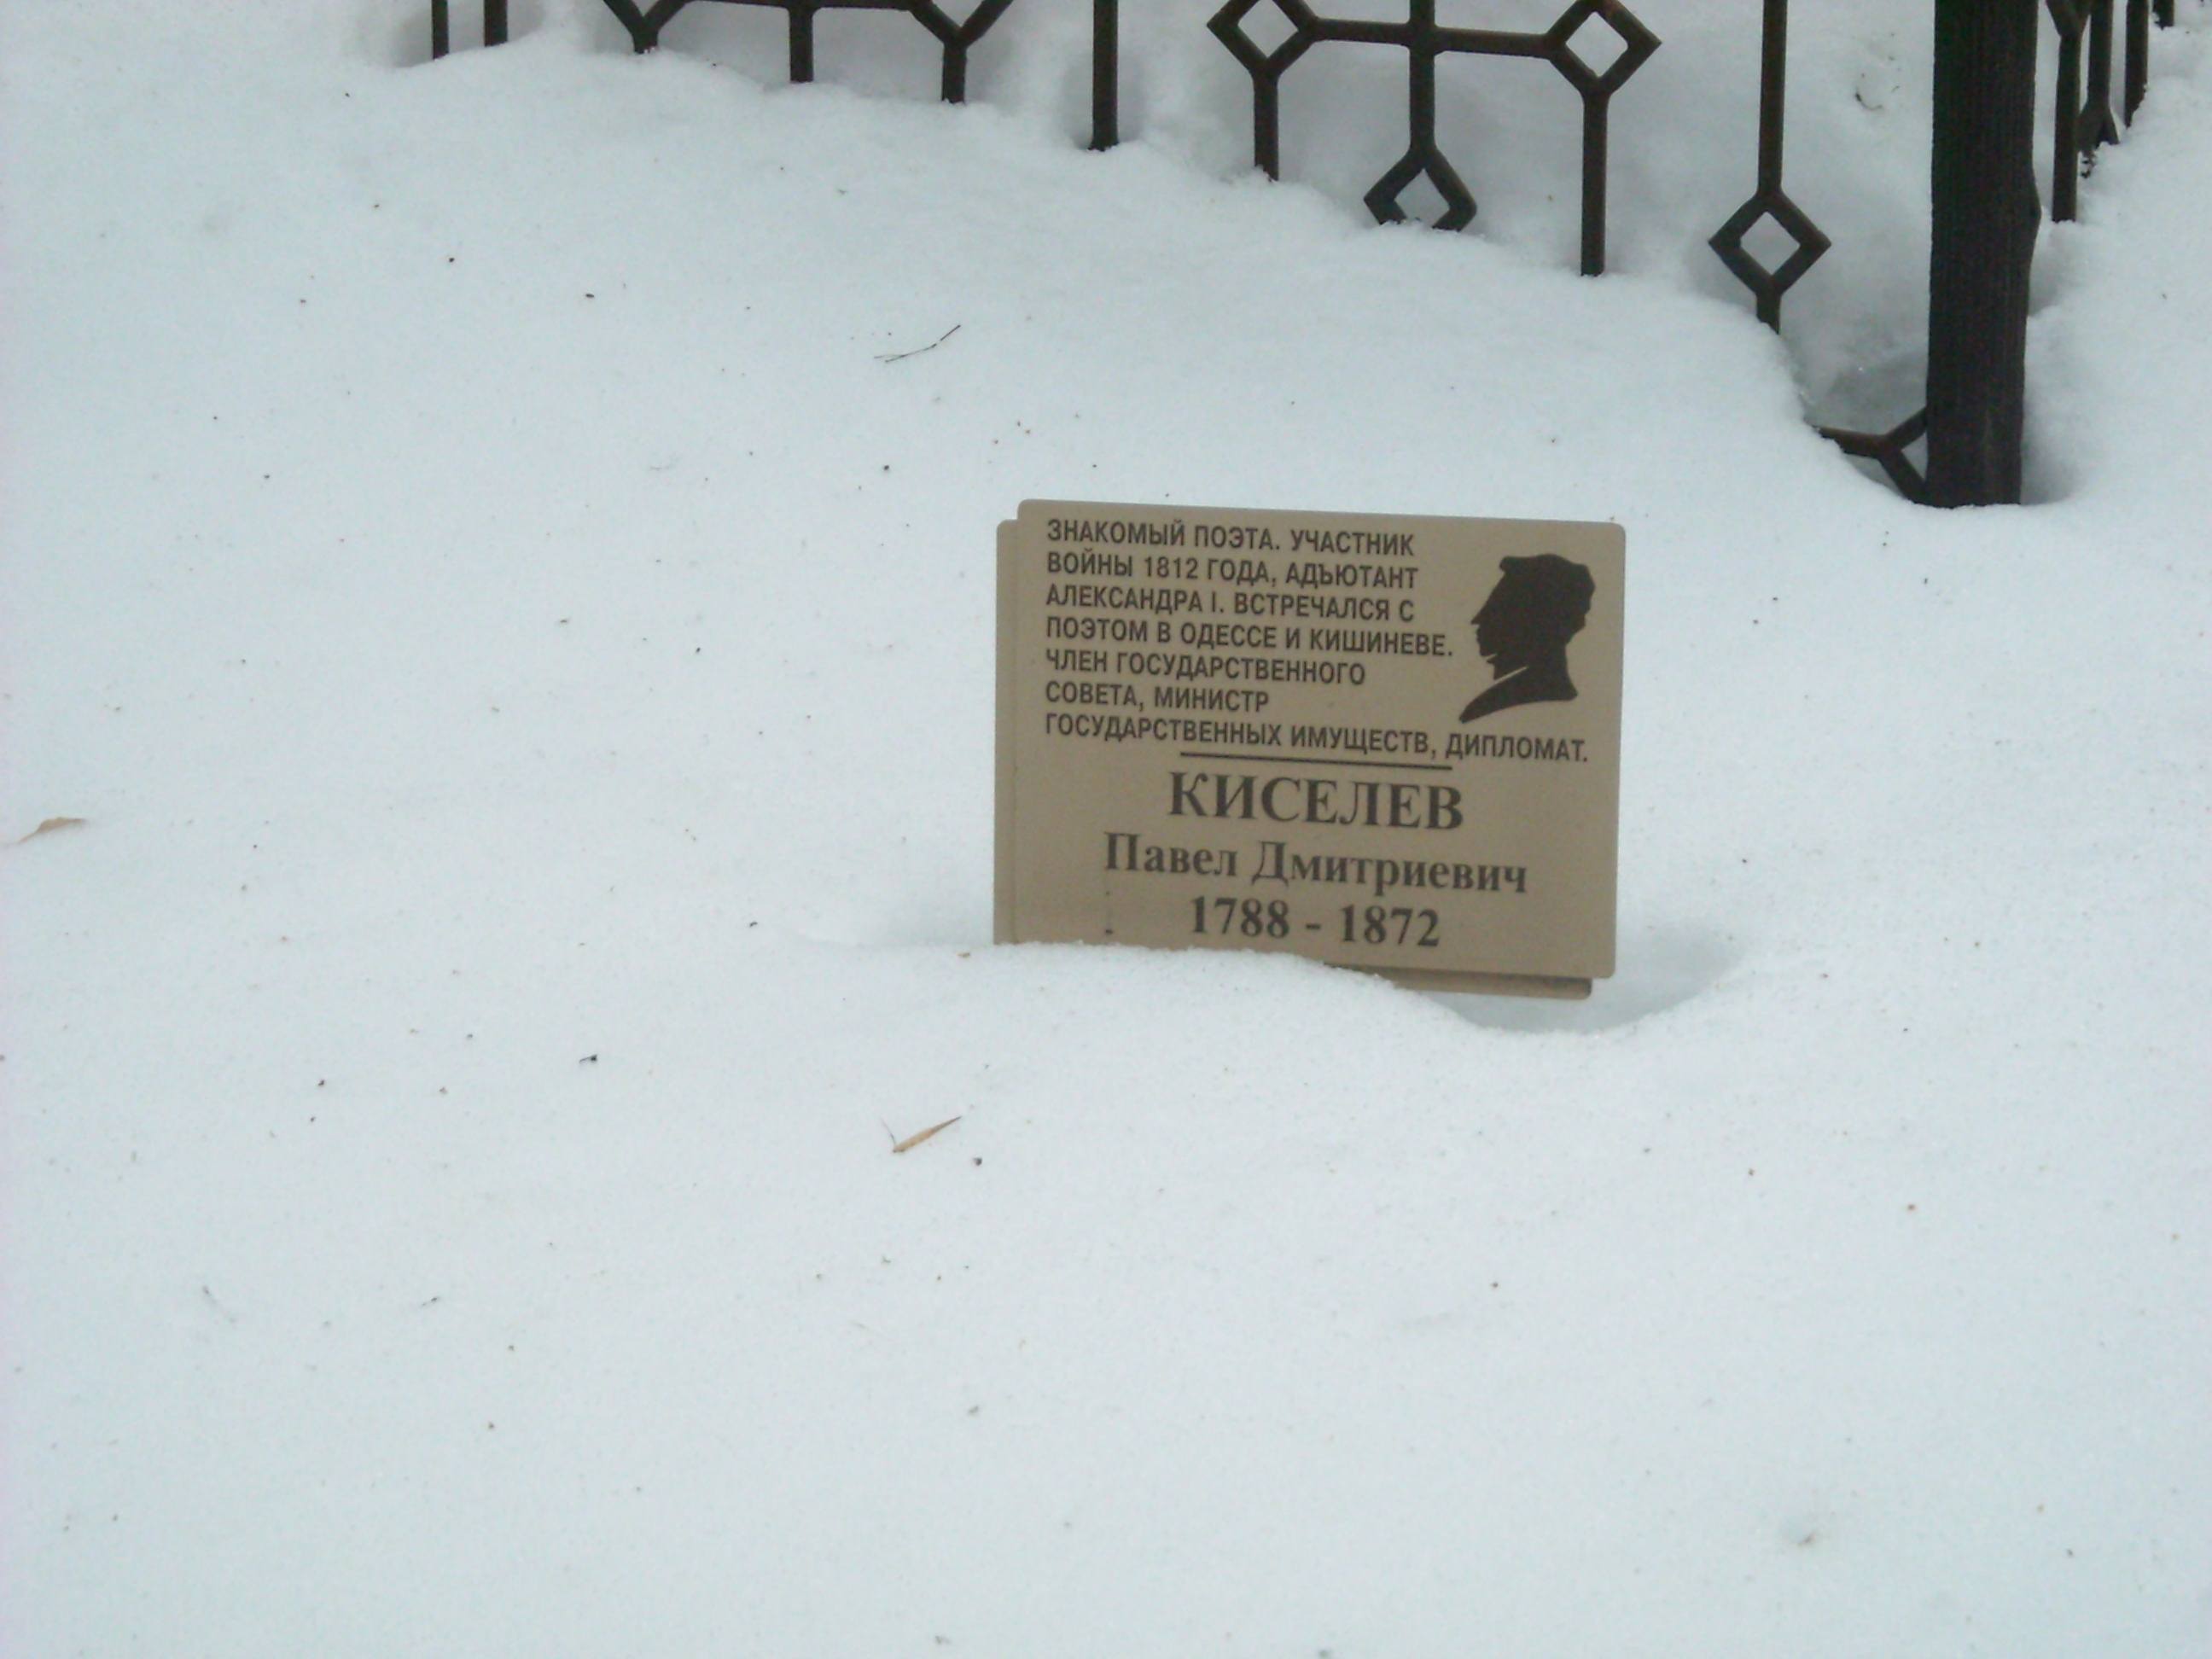 ЗНАКОМЫЙ ПОЭТА. УЧАСТНИК
ВОЙНЫ 1812 ГОДА, АДЪЮТАНТ
АЛЕКСАНДРА I. ВСТРЕЧАЛСЯ С
ПОЭТОМ В ОДЕССЕ И КИШИНЕВЕ.
ЧЛЕН ГОСУДАРСТВЕННОГО
СОВЕТА, МИНИСТР
ГОСУДАРСТВЕННЫХ ИМУЩЕСТВ, ДИПЛОМАТ.
КИСЕЛЕВ
Павел Дмитриевич
1788 - 1872